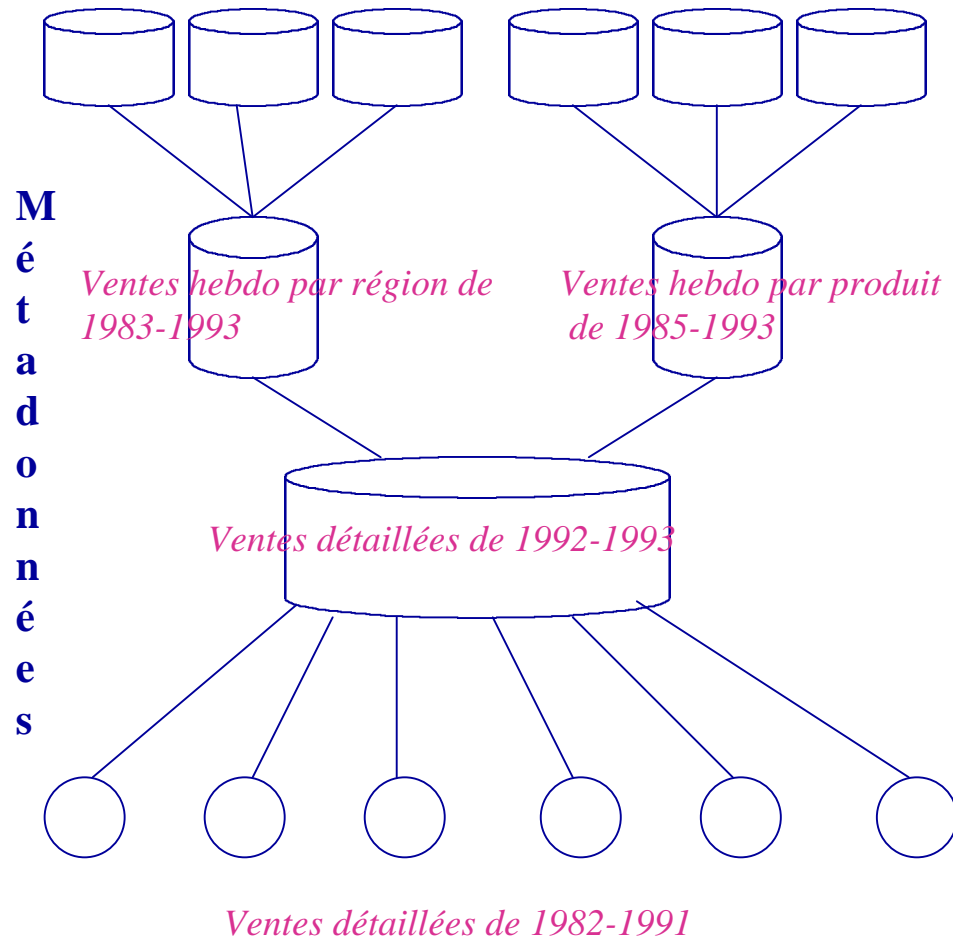 Métadonnées
Ventes hebdo par région de
1983-1993
Ventes hebdo par produit
de 1985-1993
Ventes détaillées de 1992-1993
Ventes détaillées de 1982-1991